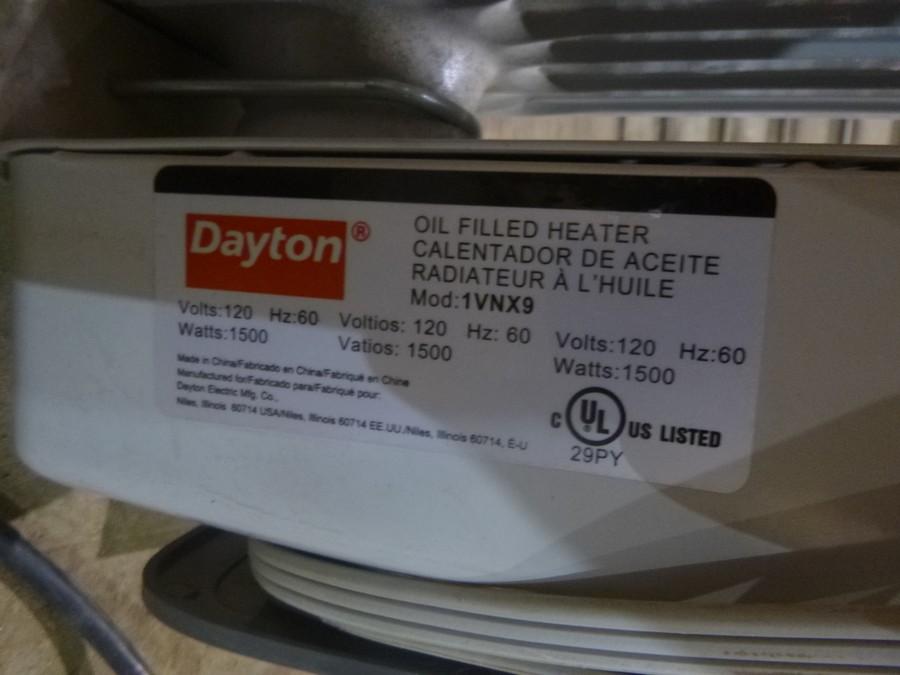 Dayton®
OIL FILLED HEATER
CALENTADOR DE ACEITE
RADIATEUR À L'HUILE
Mod:1VNX9
Volts:120 Hz:60
Watts:1500
Voltios: 120 Hz: 60
Vatios: 1500
Volts:120 Hz:60
Watts:1500
Made in China/Fabricado en China/Fabriqué en Chine
Manufactured for/Fabricado para/Fabriqué pour:
Dayton Electric Mfg. Co.,
Niles, Illinois 60714 USA/Niles, Illinois 60714 EE.UU./Niles, Illinois 60714, E-U
C UL US LISTED
29PY